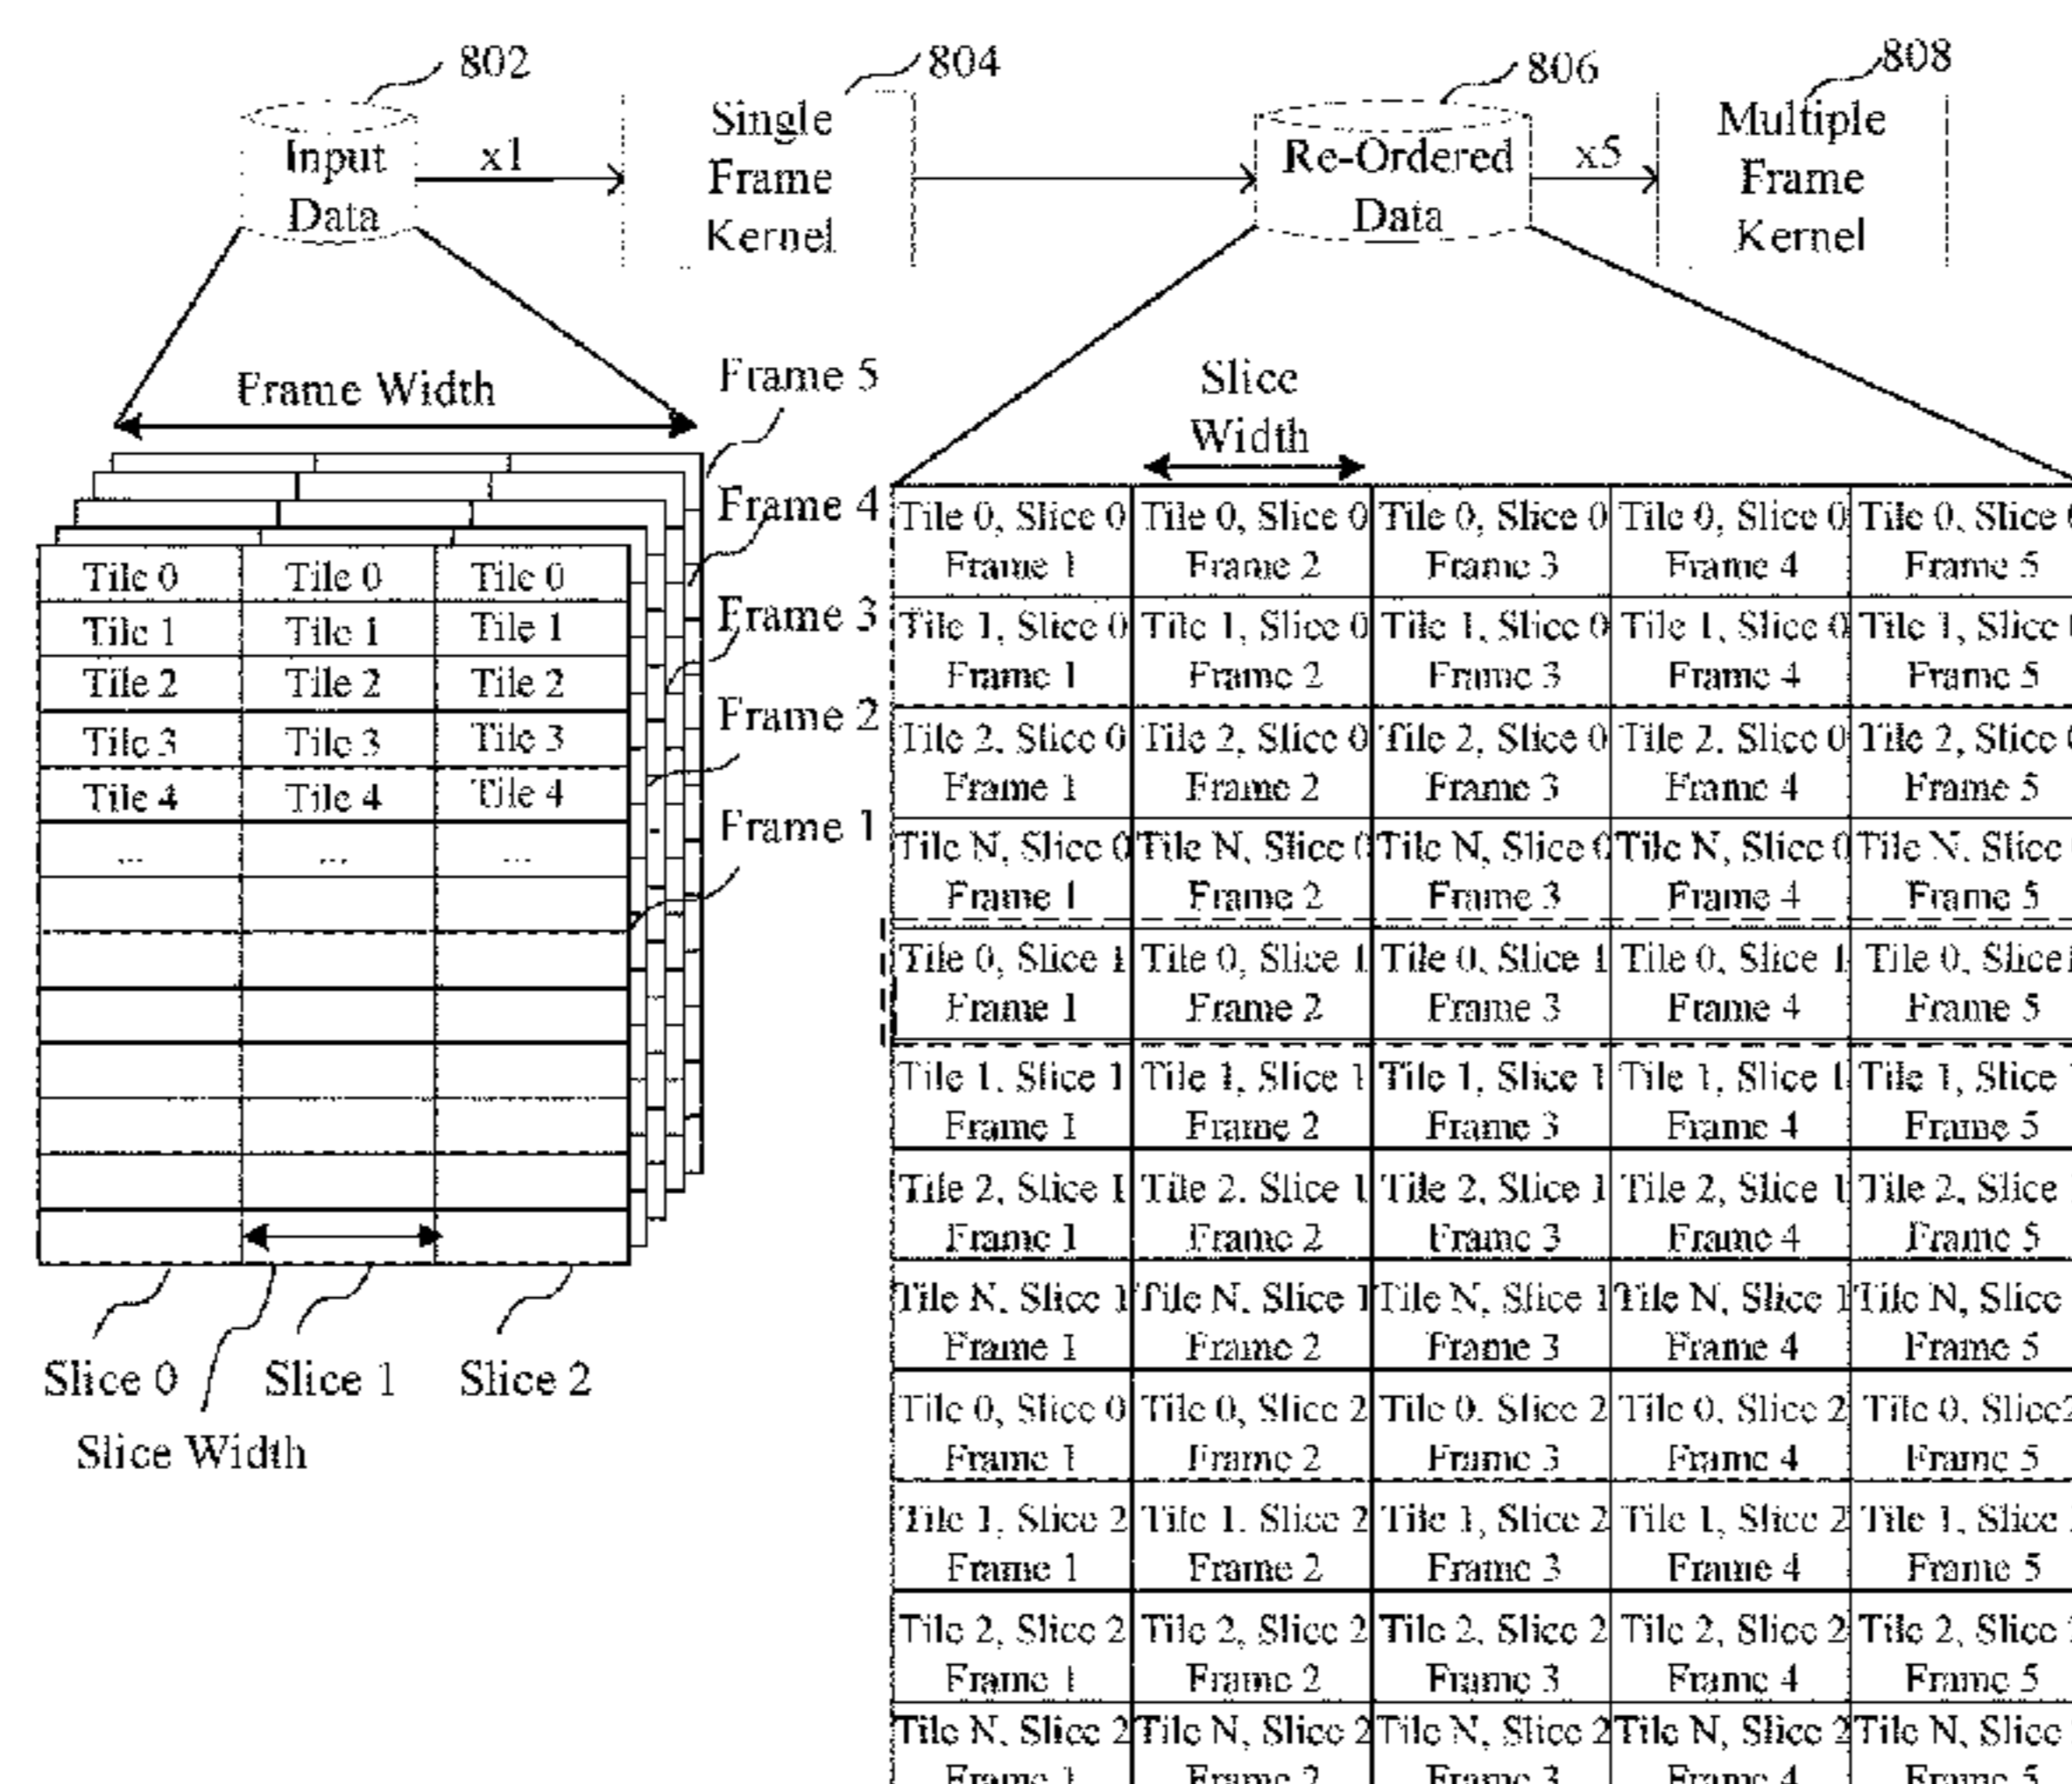 802
804
806
808
Input
Data
x1
Single
Frame
Kernel
Re-Ordered
Data
x5
Multiple
Frame
Kernel
Frame Width
Frame 5
Frame 4
Frame 3
Frame 2
Frame 1
Tile 0 Tile 0 Tile 0
Tile 1 Tile 1 Tile 1
Tile 2 Tile 2 Tile 2
Tile 3 Tile 3 Tile 3
Tile 4 Tile 4 Tile 4
... ... ...
Slice 0 Slice 1 Slice 2
Slice Width
Slice
Width
Tile 0, Slice 0 Tile 0, Slice 0 Tile 0, Slice 0 Tile 0, Slice 0 Tile 0, Slice 0
Frame 1 Frame 2 Frame 3 Frame 4 Frame 5
Tile 1, Slice 0 Tile 1, Slice 0 Tile 1, Slice 0 Tile 1, Slice 0 Tile 1, Slice
Frame 1 Frame 2 Frame 3 Frame 4 Frame 5
Tile 2, Slice 0 Tile 2, Slice 0 Tile 2, Slice 0 Tile 2, Slice 0 Tile 2, Slice 0
Frame 1 Frame 2 Frame 3 Frame 4 Frame 5
Tile N, Slice 0 Tile N, Slice 0 Tile N, Slice 0 Tile N, Slice 0 Tile N, Slice
Frame 1 Frame 2 Frame 3 Frame 4 Frame 5
Tile 0, Slice 1 Tile 0, Slice 1 Tile 0, Slice 1 Tile 0, Slice 1 Tile 0, Slice1
Frame 1 Frame 2 Frame 3 Frame 4 Frame 5
Tile 1, Slice 1 Tile 1, Slice 1 Tile 1, Slice 1 Tile 1, Slice 1 Tile 1, Slice
Frame 1 Frame 2 Frame 3 Frame 4 Frame 5
Tile 2, Slice 1 Tile 2, Slice 1 Tile 2, Slice 1 Tile 2, Slice 1 Tile 2, Slice
Frame 1 Frame 2 Frame 3 Frame 4 Frame 5
Tile N, Slice 1 Tile N, Slice 1 Tile N, Slice 1 Tile N, Slice 1 Tile N, Slice
Frame 1 Frame 2 Frame 3 Frame 4 Frame 5
Tile 0, Slice 0 Tile 0, Slice 2 Tile 0, Slice 2 Tile 0, Slice 2 Tile 0, Slice2
Frame 1 Frame 2 Frame 3 Frame 4 Frame 5
Tile 1, Slice 2 Tile 1, Slice 2 Tile 1, Slice 2 Tile 1, Slice 2 Tile 1, Slice
Frame 1 Frame 2 Frame 3 Frame 4 Frame 5
Tile 2, Slice 2 Tile 2, Slice 2 Tile 2, Slice 2 Tile 2, Slice 2 Tile 2, Slice
Frame 1 Frame 2 Frame 3 Frame 4 Frame 5
Tile N, Slice 2 Tile N, Slice 2 Tile N, Slice 2 Tile N, Slice 2 Tile N, Slice
Frame 1 Frame 2 Frame 3 Frame 4 Frame 5